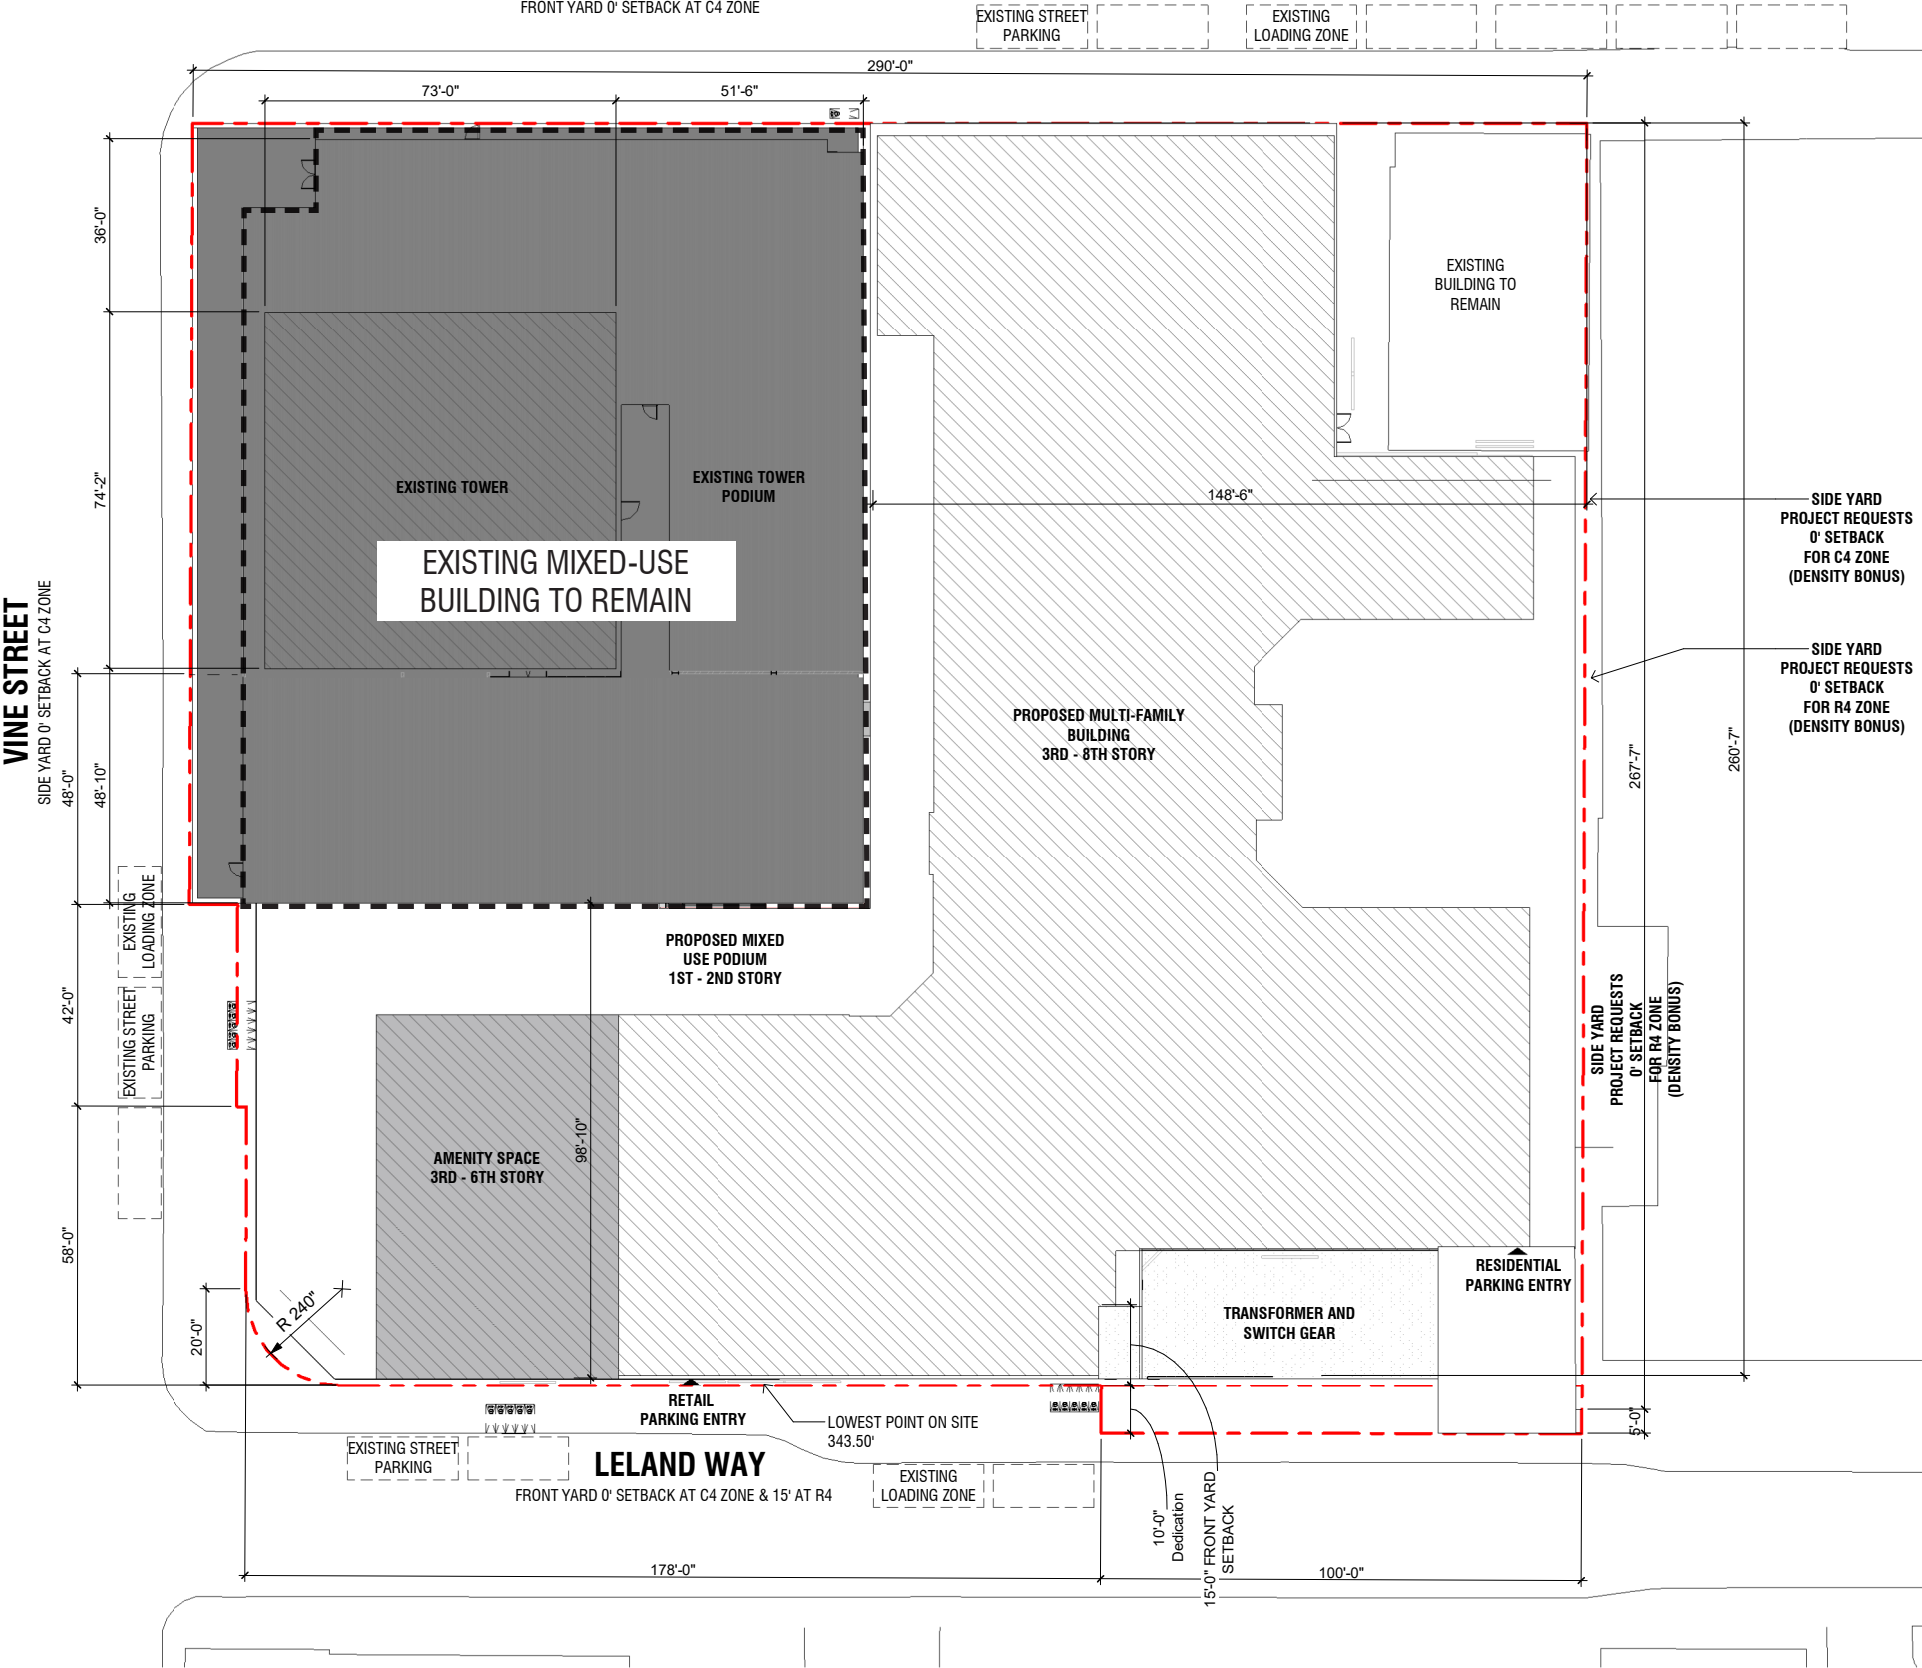 FRONT YARD 0' SETBACK AT C4 ZONE
EXISTING STREET
PARKING
EXISTING
LOADING ZONE
290'-0"
73'-0"
51'-6"
36'-0"
EXISTING
BUILDING TO
REMAIN
74'-2"
EXISTING TOWER
EXISTING TOWER
PODIUM
148'-6"
SIDE YARD
PROJECT REQUESTS
0' SETBACK
FOR C4 ZONE
(DENSITY BONUS)
EXISTING MIXED-USE
BUILDING TO REMAIN
VINE STREET
SIDE YARD 0' SETBACK AT C4 ZONE
SIDE YARD
PROJECT REQUESTS
0' SETBACK
FOR R4 ZONE
(DENSITY BONUS)
PROPOSED MULTI-FAMILY
BUILDING
3RD - 8TH STORY
267'-7"
260'-7"
48'-0"
48'-10"
EXISTING
LOADING ZONE
PROPOSED MIXED
USE PODIUM
1ST - 2ND STORY
42'-0"
EXISTING STREET
PARKING
SIDE YARD
PROJECT REQUESTS
0' SETBACK
FOR R4 ZONE
(DENSITY BONUS)
98'-10"
AMENITY SPACE
3RD - 6TH STORY
58'-0"
20'-0"
R 240"
RESIDENTIAL
PARKING ENTRY
TRANSFORMER AND
SWITCH GEAR
RETAIL
PARKING ENTRY
LOWEST POINT ON SITE
343.50'
5'-0"
EXISTING STREET
PARKING
LELAND WAY
FRONT YARD 0' SETBACK AT C4 ZONE & 15' AT R4
EXISTING
LOADING ZONE
10'-0"
Dedication
15'-0" FRONT YARD
SETBACK
178'-0"
100'-0"